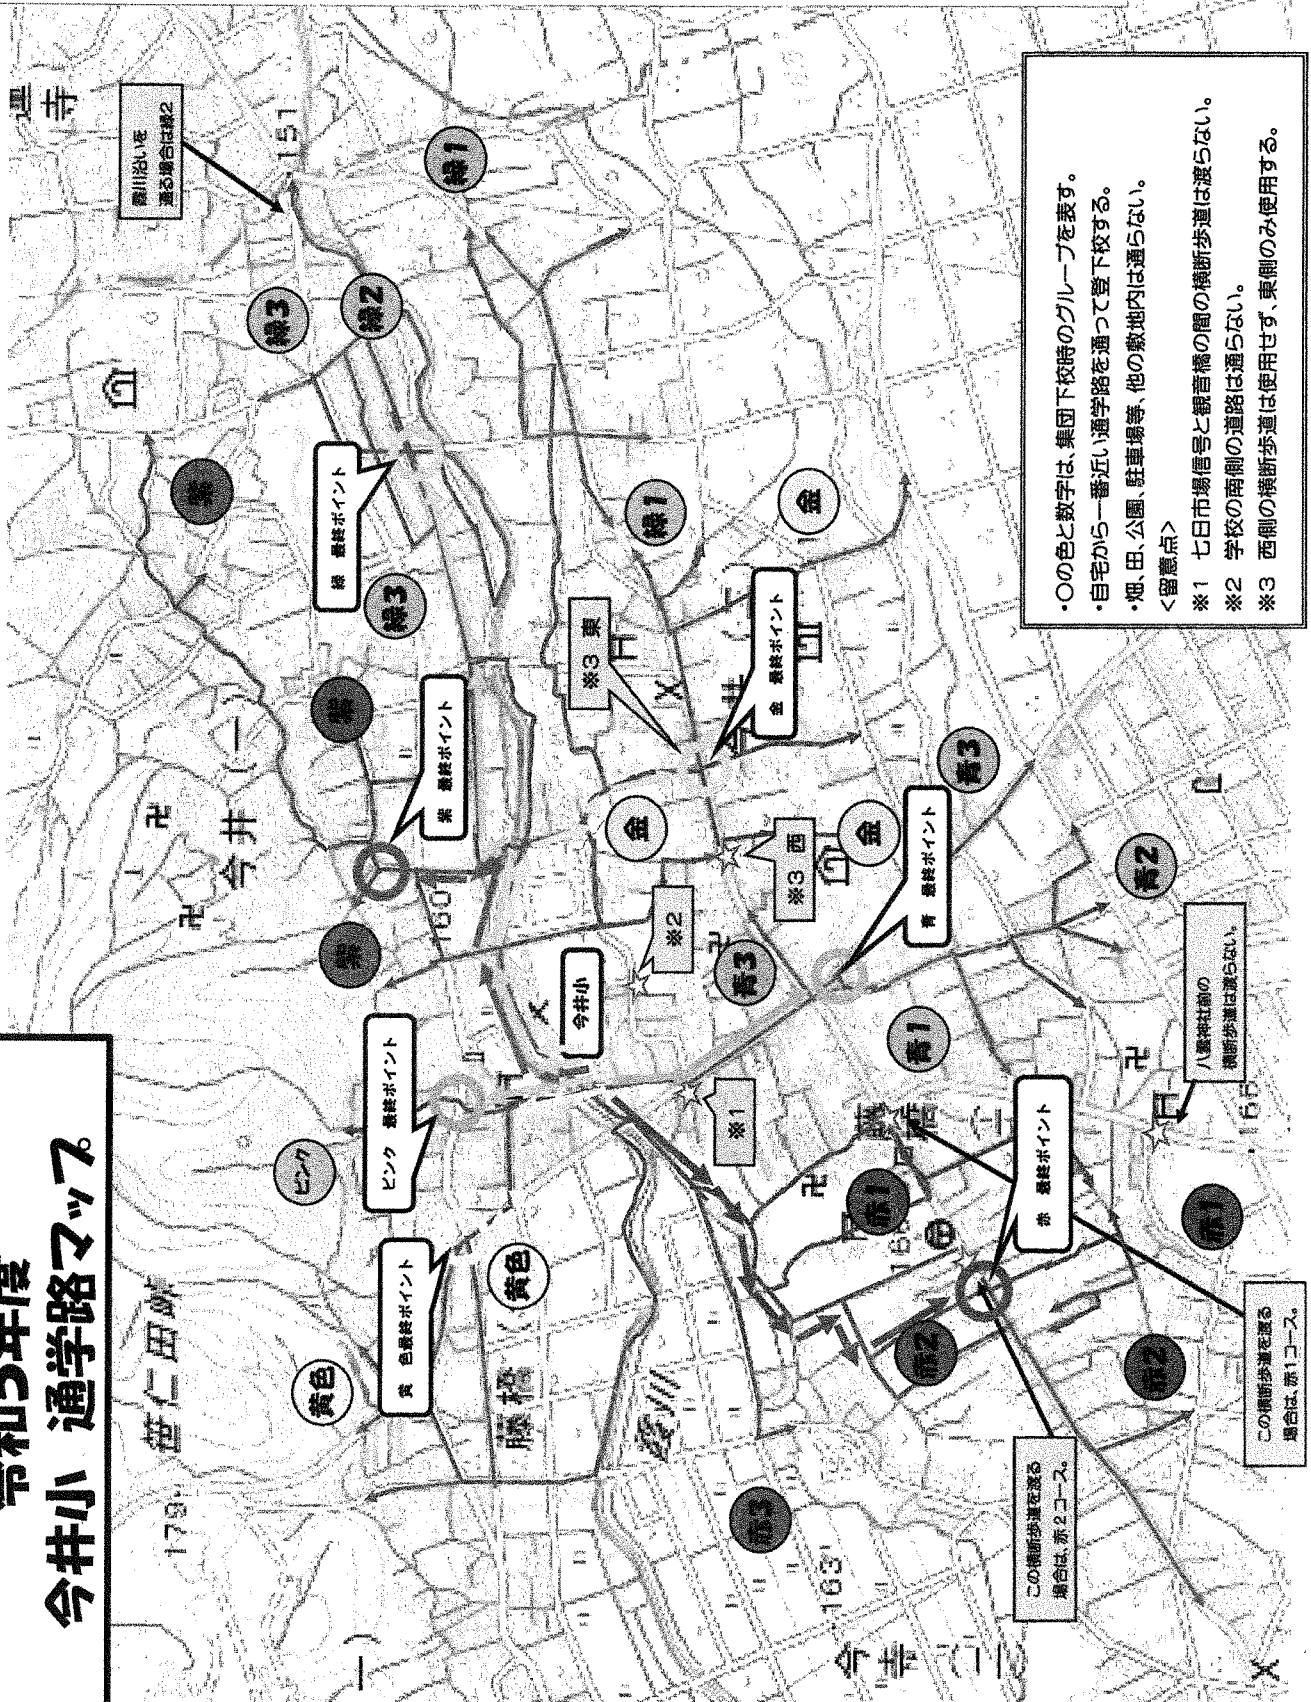 令和5年度
今井小 通学路マップ
霞川沿いを
通る場合は緑2
151
緑1
緑3
緑2
紫
緑 最終ポイント
緑3
緑1
金
※3 東
金 最終ポイント
紫
紫 最終ポイント
今井(一)
160
金
※3 西
金
青3
青 最終ポイント
青2
紫
※2
青3
今井小
青1
ピンク 最終ポイント
ピンク
※1
八雲神社前の
横断歩道は渡らない。
166
赤 最終ポイント
赤1
赤1
黄 色最終ポイント
黄色
黄色
笹仁田峠
藤橋
179
赤2
赤2
赤3
163
この横断歩道を渡る
場合は、赤2コース。
この横断歩道を渡る
場合は、赤1コース。
・〇の色と数字は、集団下校時のグループを表す。
・自宅から一番近い通学路を通って登下校する。
・畑、田、公園、駐車場等、他の敷地内は通らない。
<留意点>
※1 七日市場信号と観音橋の間の横断歩道は渡らない。
※2 学校の南側の道路は通らない。
※3 西側の横断歩道は使用せず、東側のみ使用する。